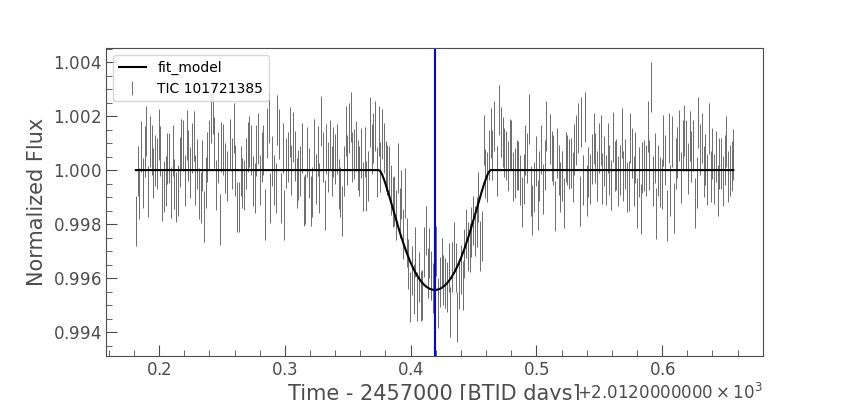 fit_model
TIC 101721385
Normalized Flux
1.004
1.002
1.000
0.998
0.996
0.994
0.2 0.3 0.4 0.5 0.6
Time - 2457000 [BTJD days]
+2.0120000000 × 10³